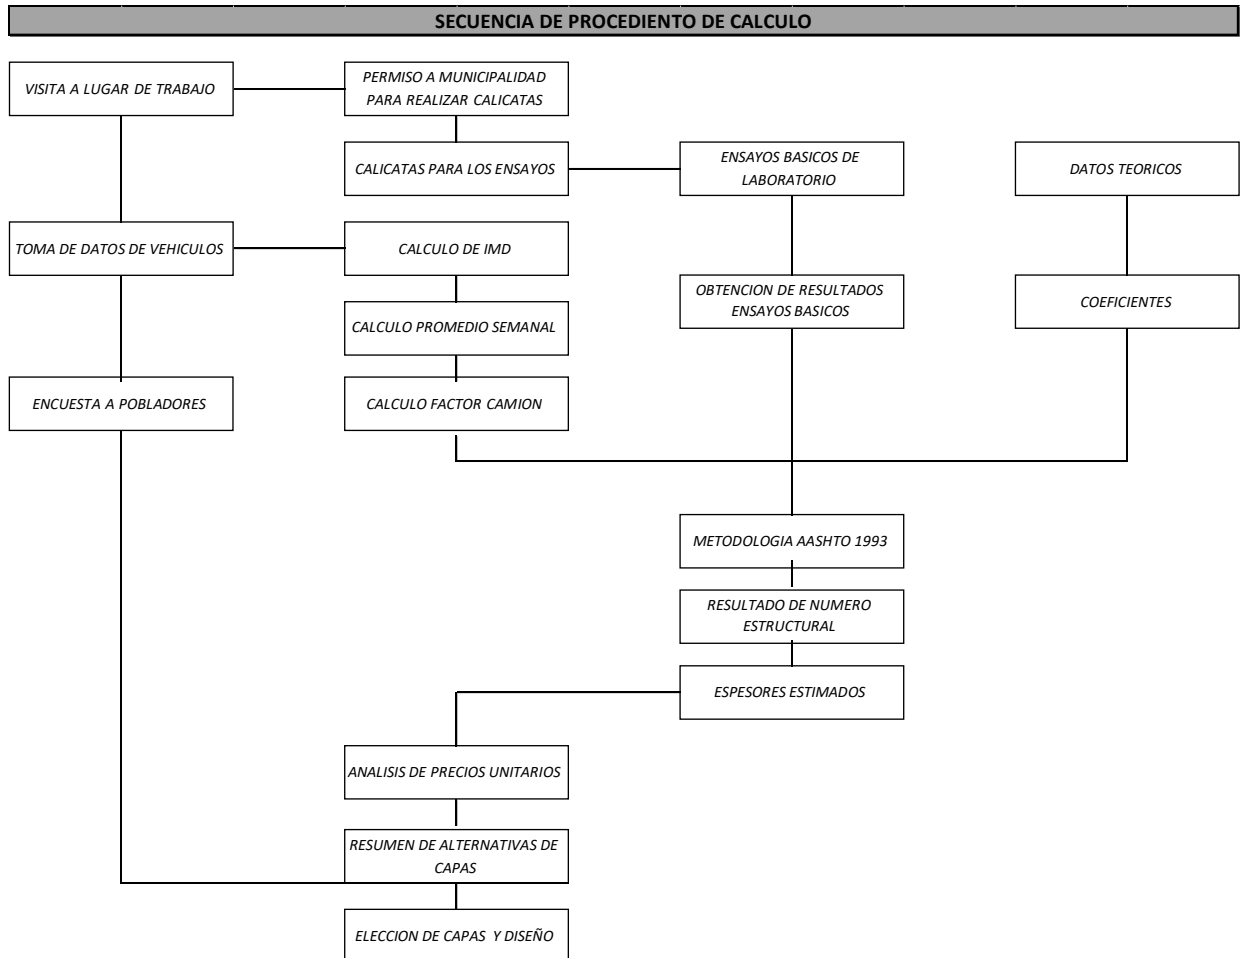 SECUENCIA DE PROCEDIENTO DE CALCULO
VISITA A LUGAR DE TRABAJO
PERMISO A MUNICIPALIDAD
PARA REALIZAR CALICATAS
CALICATAS PARA LOS ENSAYOS
ENSAYOS BASICOS DE
LABORATORIO
DATOS TEORICOS
TOMA DE DATOS DE VEHICULOS
CALCULO DE IMD
OBTENCION DE RESULTADOS
ENSAYOS BASICOS
COEFICIENTES
CALCULO PROMEDIO SEMANAL
ENCUESTA A POBLADORES
CALCULO FACTOR CAMION
METODOLOGIA AASHTO 1993
RESULTADO DE NUMERO
ESTRUCTURAL
ESPESORES ESTIMADOS
ANALISIS DE PRECIOS UNITARIOS
RESUMEN DE ALTERNATIVAS DE
CAPAS
ELECCION DE CAPAS Y DISEÑO